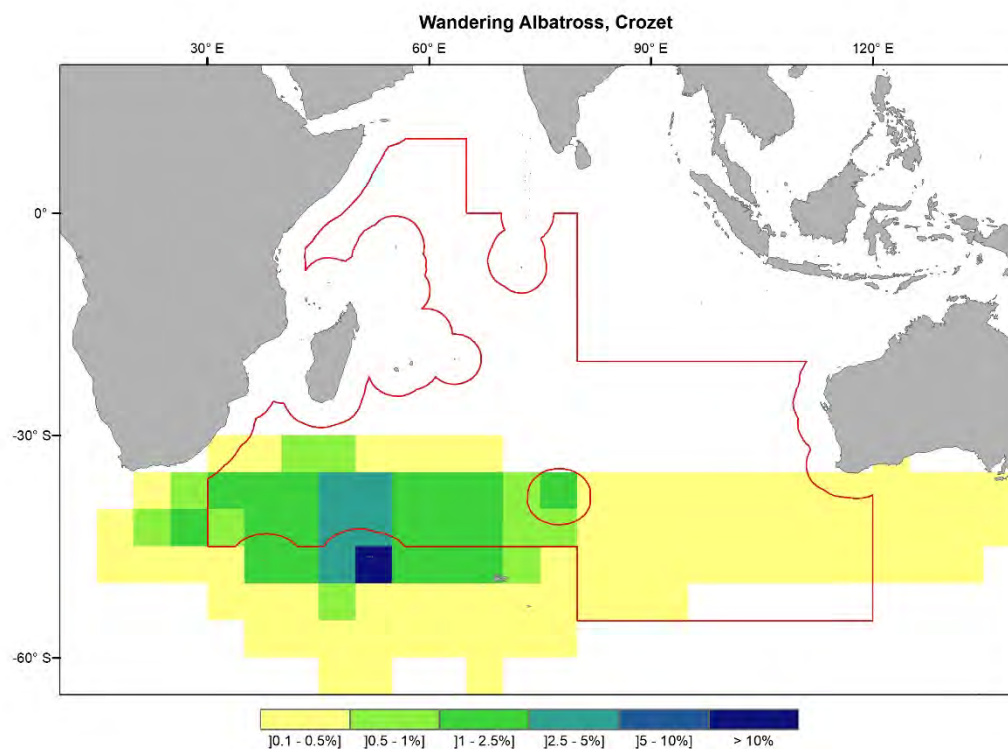 Wandering Albatross, Crozet
30° E 60° E 90° E 120° E
0°
-30° S
-60° S
]0.1 - 0.5%] ]0.5 - 1%] ]1 - 2.5%] ]2.5 - 5%] ]5 - 10%] > 10%